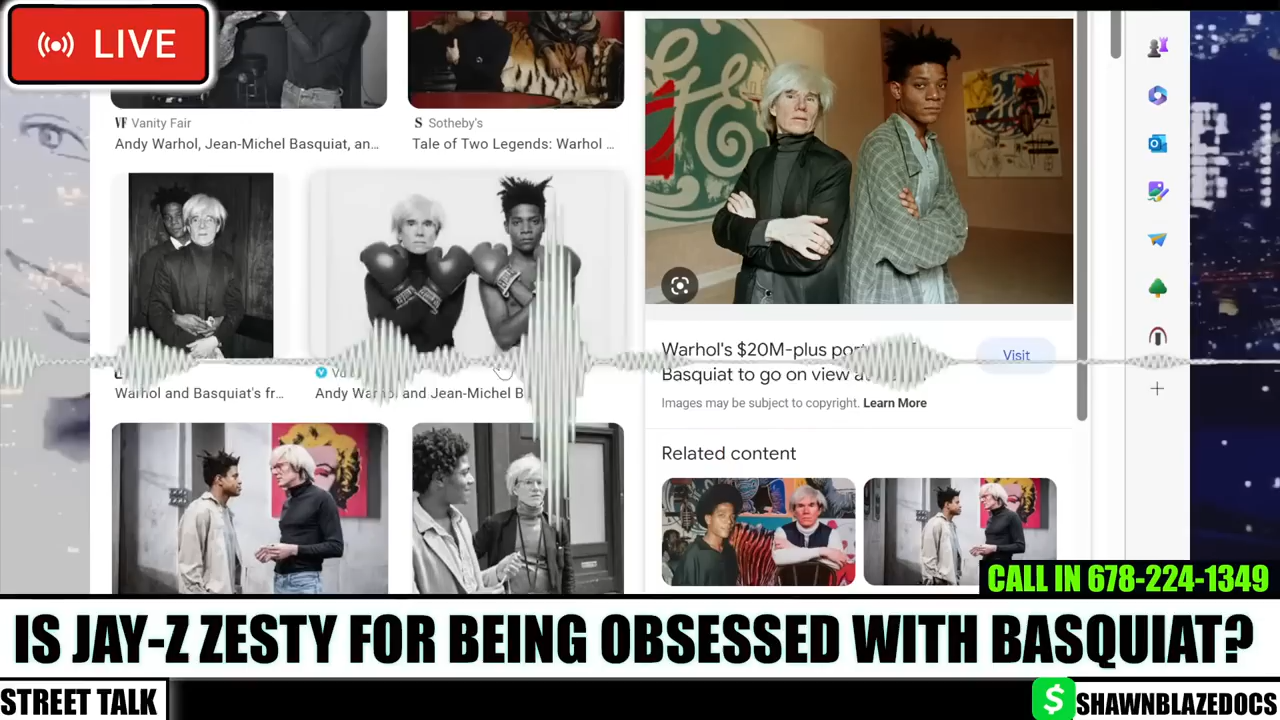 LIVE
VF Vanity Fair
Andy Warhol, Jean-Michel Basquiat, an...
S Sotheby's
Tale of Two Legends: Warhol ...
Warhol and Basquiat's fr...
Andy Warhol and Jean-Michel B
Warhol's $20M-plus
Basquiat to go on view
Visit
Images may be subject to copyright. Learn More
Related content
CALL IN 678-224-1349
IS JAY-Z ZESTY FOR BEING OBSESSED WITH BASQUIAT?
STREET TALK
$ SHAWNBLAZEDOCS